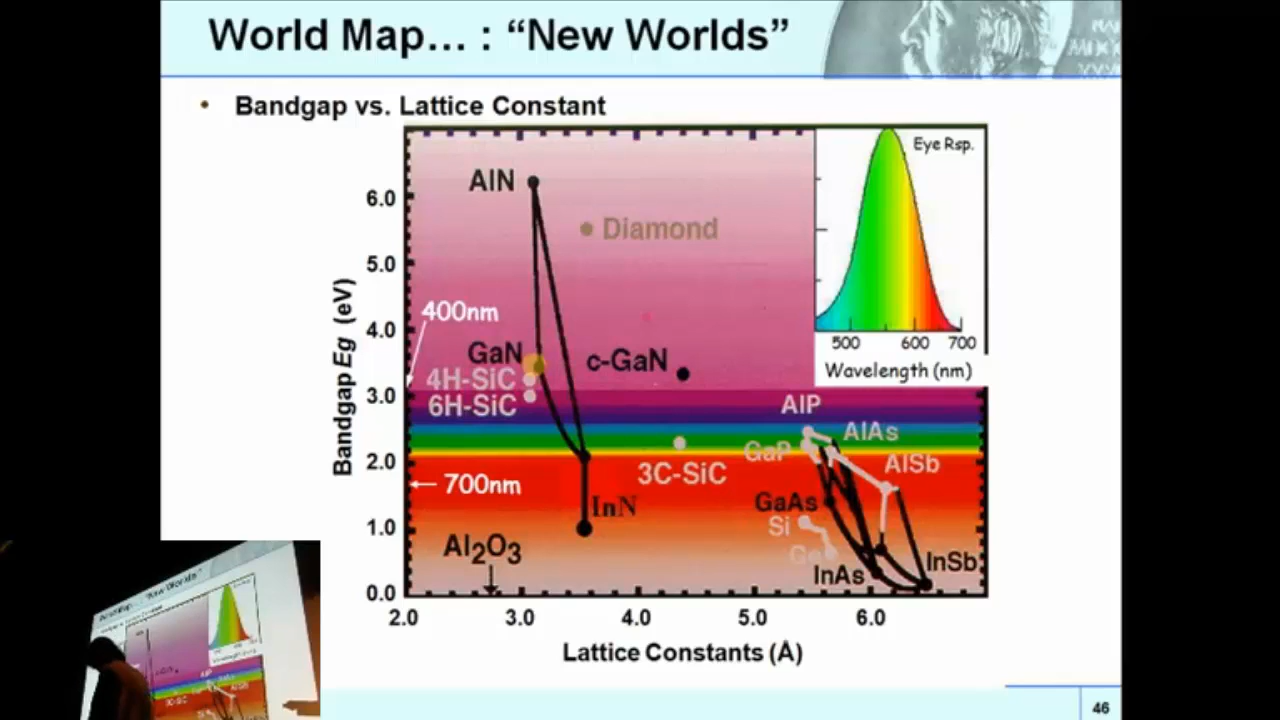 World Map… : “New Worlds”
• Bandgap vs. Lattice Constant
Eye Rsp.
500 600 700
Wavelength (nm)
Bandgap Eg (eV)
6.0
5.0
4.0
3.0
2.0
1.0
0.0
AlN
Diamond
400nm
GaN
c-GaN
4H-SiC
6H-SiC
AlP
AlAs
GaP
AlSb
3C-SiC
700nm
InN
GaAs
Si
Ge
Al2O3
InAs
InSb
2.0 3.0 4.0 5.0 6.0
Lattice Constants (Å)
46